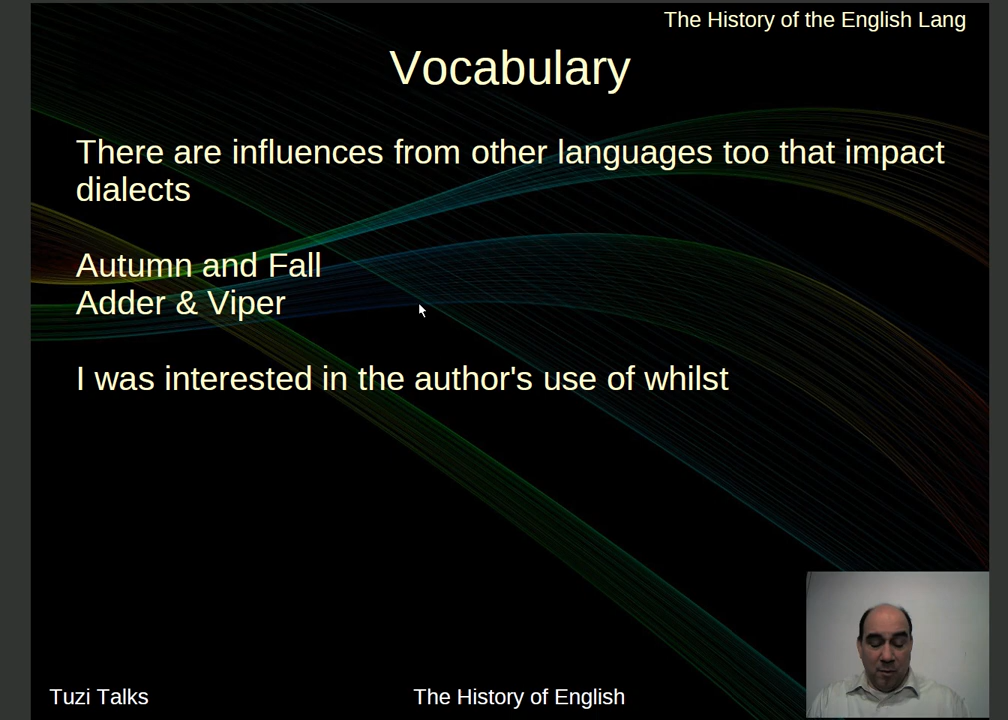 The History of the English Lang
Vocabulary
There are influences from other languages too that impact
dialects
Autumn and Fall
Adder & Viper
I was interested in the author's use of whilst
Tuzi Talks
The History of English